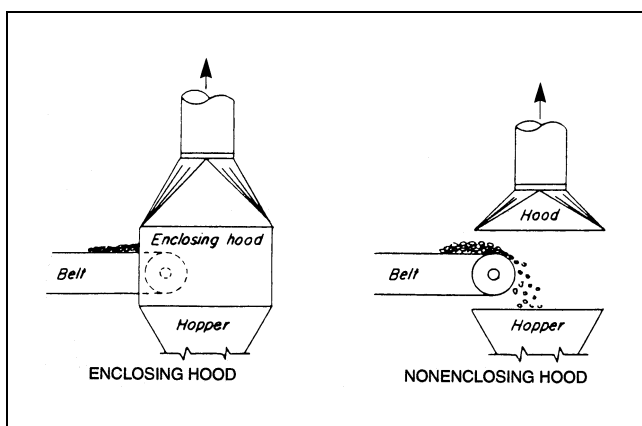 Enclosing hood
Belt
Hopper
ENCLOSING HOOD
Hood
Belt
Hopper
NONENCLOSING HOOD